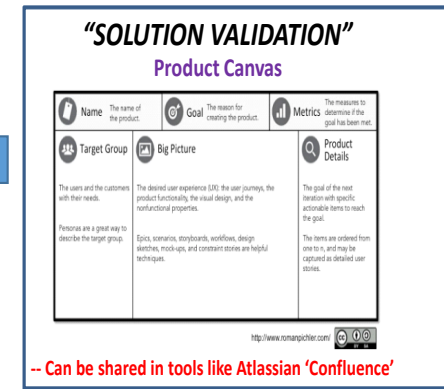 “SOLUTION VALIDATION”
Product Canvas
Name
The name of
the product.
Goal
The reason for
creating the product.
Metrics
The measures to
determine if the
goal has been met.
Target Group
The users and the customers
with their needs.
Personas are a great way to
describe the target group.
Big Picture
The desired user experience (UX): the user journeys, the
product functionality, the visual design, and the
nonfunctional properties.
Epics, scenarios, storyboards, workflows, design
sketches, mock-ups, and constraint stories are helpful
techniques.
Product
Details
The goal of the next
iteration with specific
actionable items to reach
the goal.
The items are ordered from
one to n, and may be
captured as detailed user
stories.
http://www.romanpichler.com/
cc
BY SA
-- Can be shared in tools like Atlassian ‘Confluence’